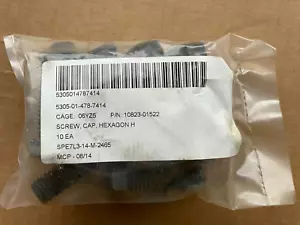 5305014787414
5305-01-478-7414
CAGE: 06YZ5 P/N: 10823-01522
SCREW, CAP, HEXAGON H
10 EA
SPE7L3-14-M-2465
MCP - 08/14